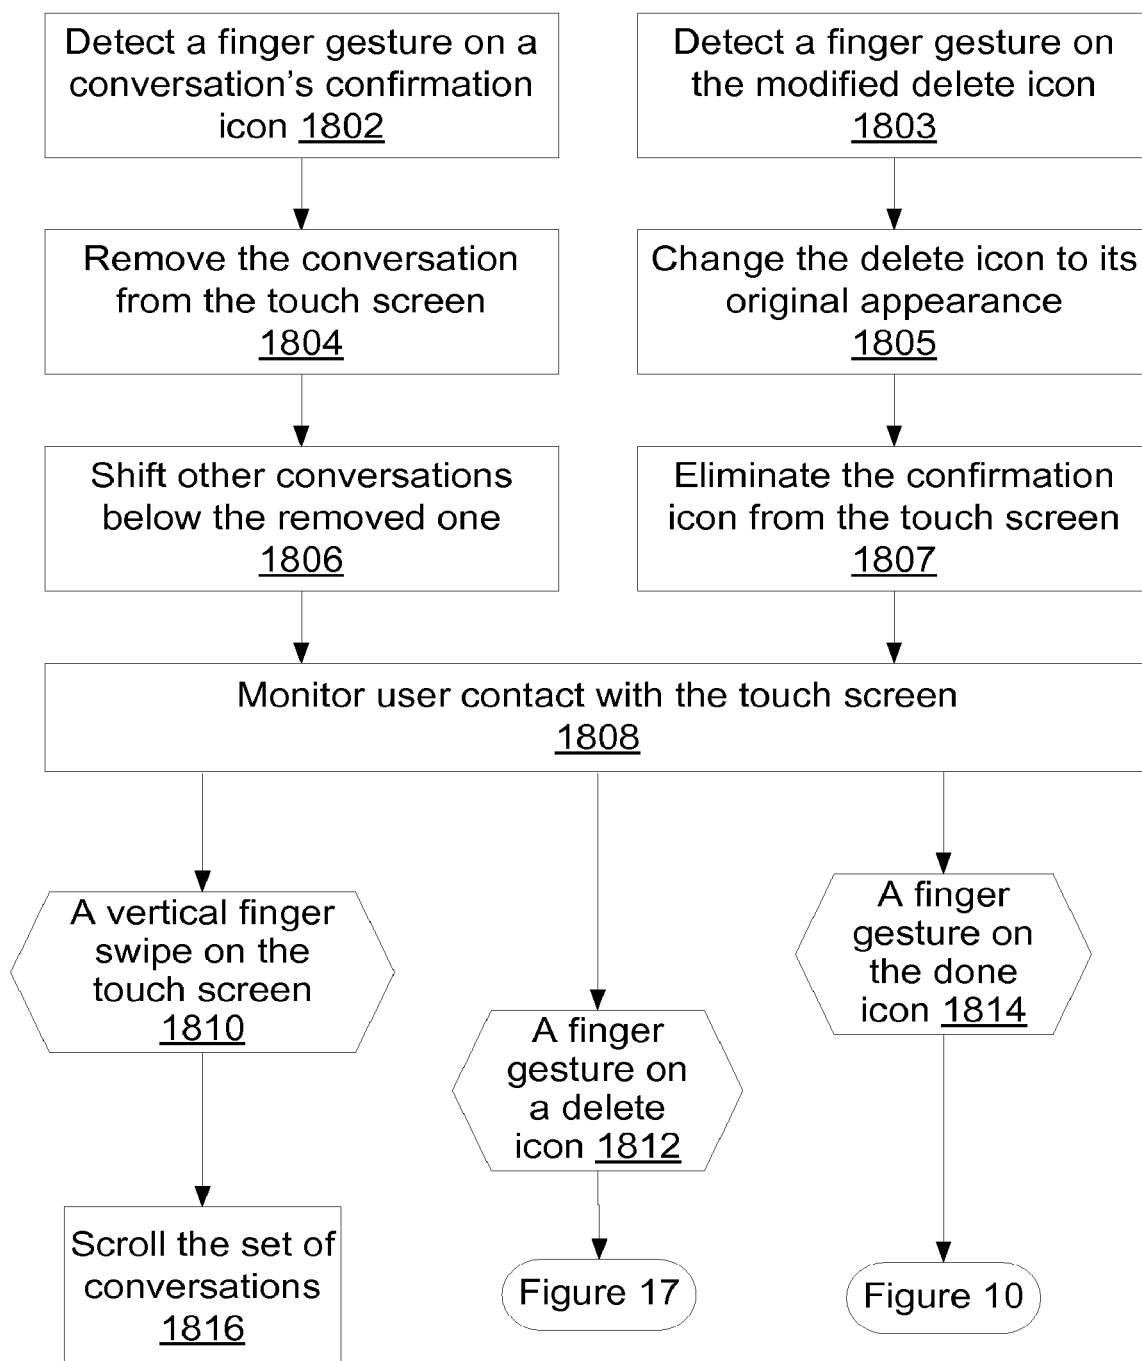 Detect a finger gesture on a
conversation's confirmation
icon 1802
Detect a finger gesture on
the modified delete icon
1803
Remove the conversation
from the touch screen
1804
Change the delete icon to its
original appearance
1805
Shift other conversations
below the removed one
1806
Eliminate the confirmation
icon from the touch screen
1807
Monitor user contact with the touch screen
1808
A vertical finger
swipe on the
touch screen
1810
A finger
gesture on
a delete
icon 1812
A finger
gesture on
the done
icon 1814
Scroll the set of
conversations
1816
Figure 17
Figure 10